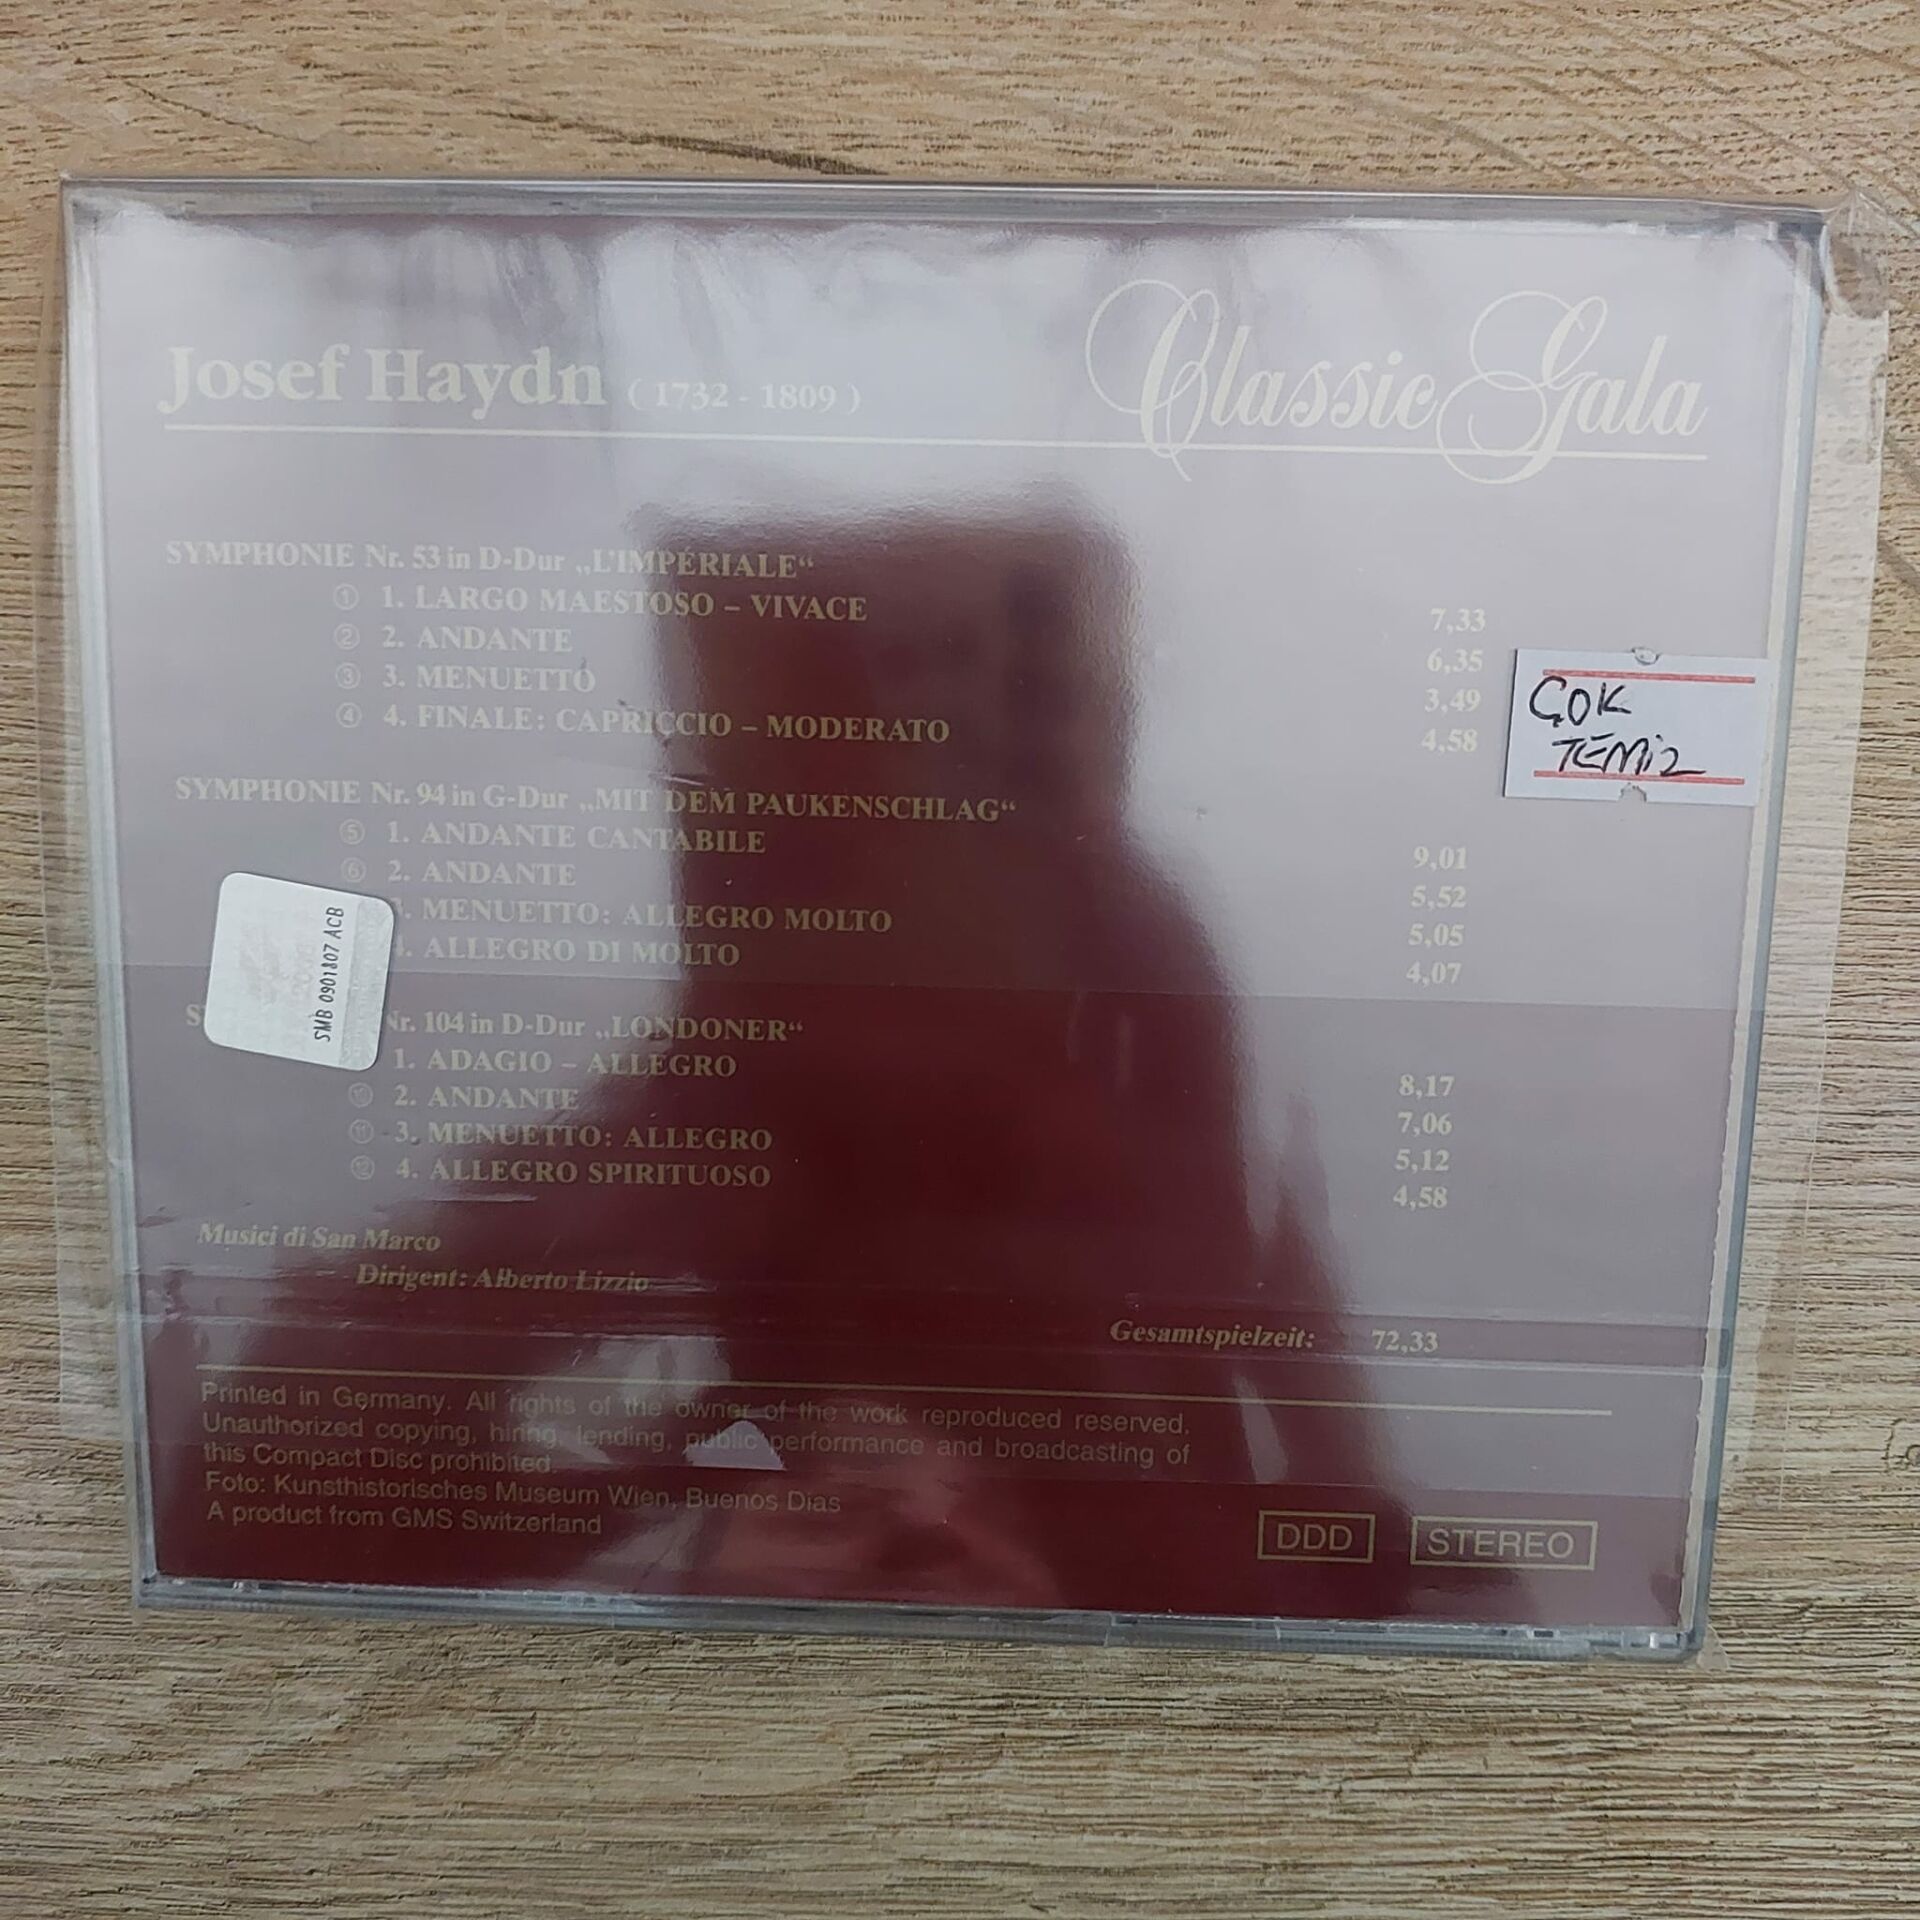 Josef Haydn ( 1732 - 1809 )
Classic Gala
SYMPHONIE Nr. 53 in D-Dur „L'IMPÉRIALE“
① 1. LARGO MAESTOSO – VIVACE 7,33
② 2. ANDANTE 6,35
③ 3. MENUETTO 3,49
④ 4. FINALE: CAPRICCIO – MODERATO 4,58
ÇOK
TEMİZ
SYMPHONIE Nr. 94 in G-Dur „MIT DEM PAUKENSCHLAG“
⑤ 1. ANDANTE CANTABILE 9,01
⑥ 2. ANDANTE 5,52
3. MENUETTO: ALLEGRO MOLTO 5,05
4. ALLEGRO DI MOLTO 4,07
SMB 0901807 ACB
Nr. 104 in D-Dur „LONDONER“
1. ADAGIO – ALLEGRO 8,17
⑩ 2. ANDANTE 7,06
⑪ 3. MENUETTO: ALLEGRO 5,12
⑫ 4. ALLEGRO SPIRITUOSO 4,58
Musici di San Marco
Dirigent: Alberto Lizzio
Gesamtspielzeit: 72,33
Printed in Germany. All rights of the owner of the work reproduced reserved.
Unauthorized copying, hiring, lending, public performance and broadcasting of
this Compact Disc prohibited.
Foto: Kunsthistorisches Museum Wien, Buenos Dias
A product from GMS Switzerland
DDD STEREO